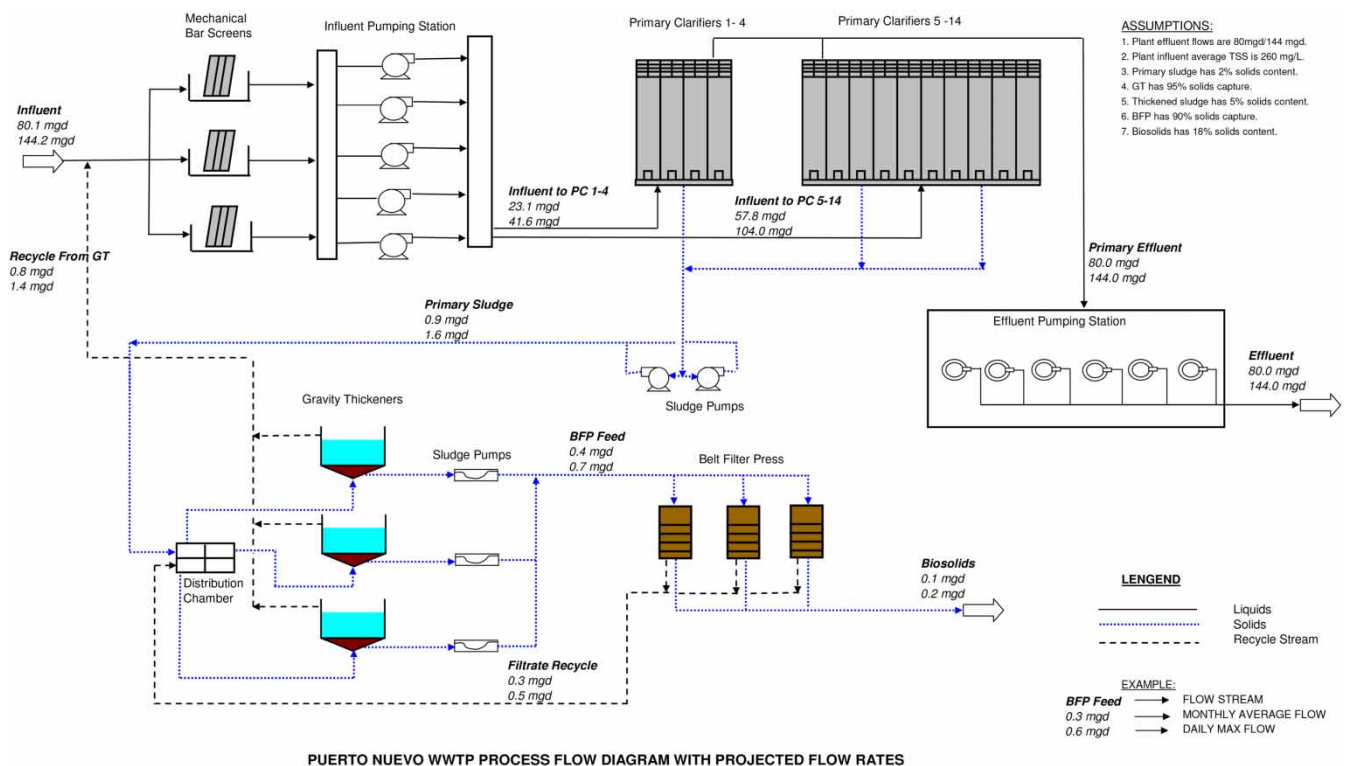 Mechanical
Bar Screens
Influent Pumping Station
Primary Clarifiers 1- 4
Primary Clarifiers 5 -14
ASSUMPTIONS:
1. Plant effluent flows are 80mgd/144 mgd.
2. Plant influent average TSS is 260 mg/L.
3. Primary sludge has 2% solids content.
4. GT has 95% solids capture.
5. Thickened sludge has 5% solids content.
6. BFP has 90% solids capture.
7. Biosolids has 18% solids content.
Influent
80.1 mgd
144.2 mgd
Influent to PC 1-4
23.1 mgd
41.6 mgd
Influent to PC 5-14
57.8 mgd
104.0 mgd
Recycle From GT
0.8 mgd
1.4 mgd
Primary Effluent
80.0 mgd
144.0 mgd
Primary Sludge
0.9 mgd
1.6 mgd
Effluent Pumping Station
Effluent
80.0 mgd
144.0 mgd
Sludge Pumps
Gravity Thickeners
Sludge Pumps
BFP Feed
0.4 mgd
0.7 mgd
Belt Filter Press
Distribution
Chamber
Biosolids
0.1 mgd
0.2 mgd
Filtrate Recycle
0.3 mgd
0.5 mgd
LENGEND
Liquids
Solids
Recycle Stream
EXAMPLE:
BFP Feed FLOW STREAM
0.3 mgd MONTHLY AVERAGE FLOW
0.6 mgd DAILY MAX FLOW
PUERTO NUEVO WWTP PROCESS FLOW DIAGRAM WITH PROJECTED FLOW RATES